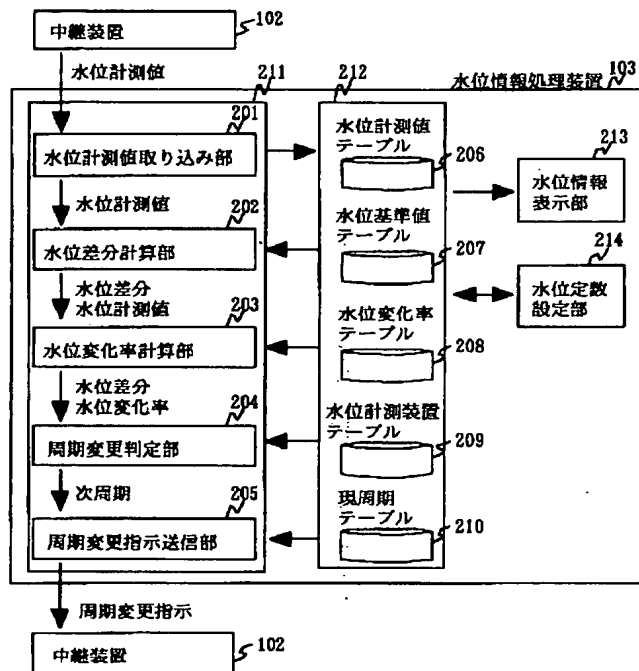 中継装置 102
水位計測値
211 212 水位情報処理装置 103
201
水位計測値取り込み部
水位計測値
202
水位差分計算部
水位差分
水位計測値
203
水位変化率計算部
水位差分
水位変化率
204
周期変更判定部
次周期
205
周期変更指示送信部
周期変更指示
中継装置 102
水位計測値
テーブル
206
水位基準値
テーブル
207
水位変化率
テーブル
208
水位計測装置
テーブル
209
現周期
テーブル
210
213
水位情報
表示部
214
水位定数
設定部